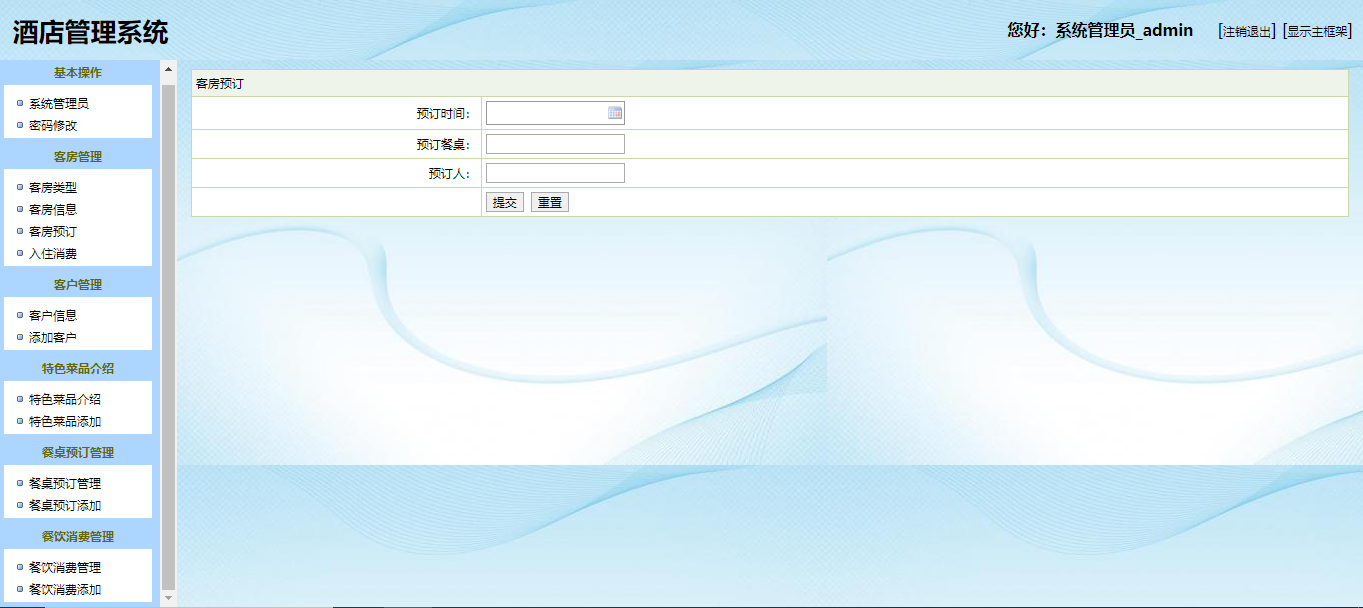 酒店管理系统
您好：系统管理员_admin [注销退出] [显示主框架]
基本操作
系统管理员
密码修改
客房管理
客房类型
客房信息
客房预订
入住消费
客户管理
客户信息
添加客户
特色菜品介绍
特色菜品介绍
特色菜品添加
餐桌预订管理
餐桌预订管理
餐桌预订添加
餐饮消费管理
餐饮消费管理
餐饮消费添加
客房预订
预订时间：
预订餐桌：
预订人：
提交 重置